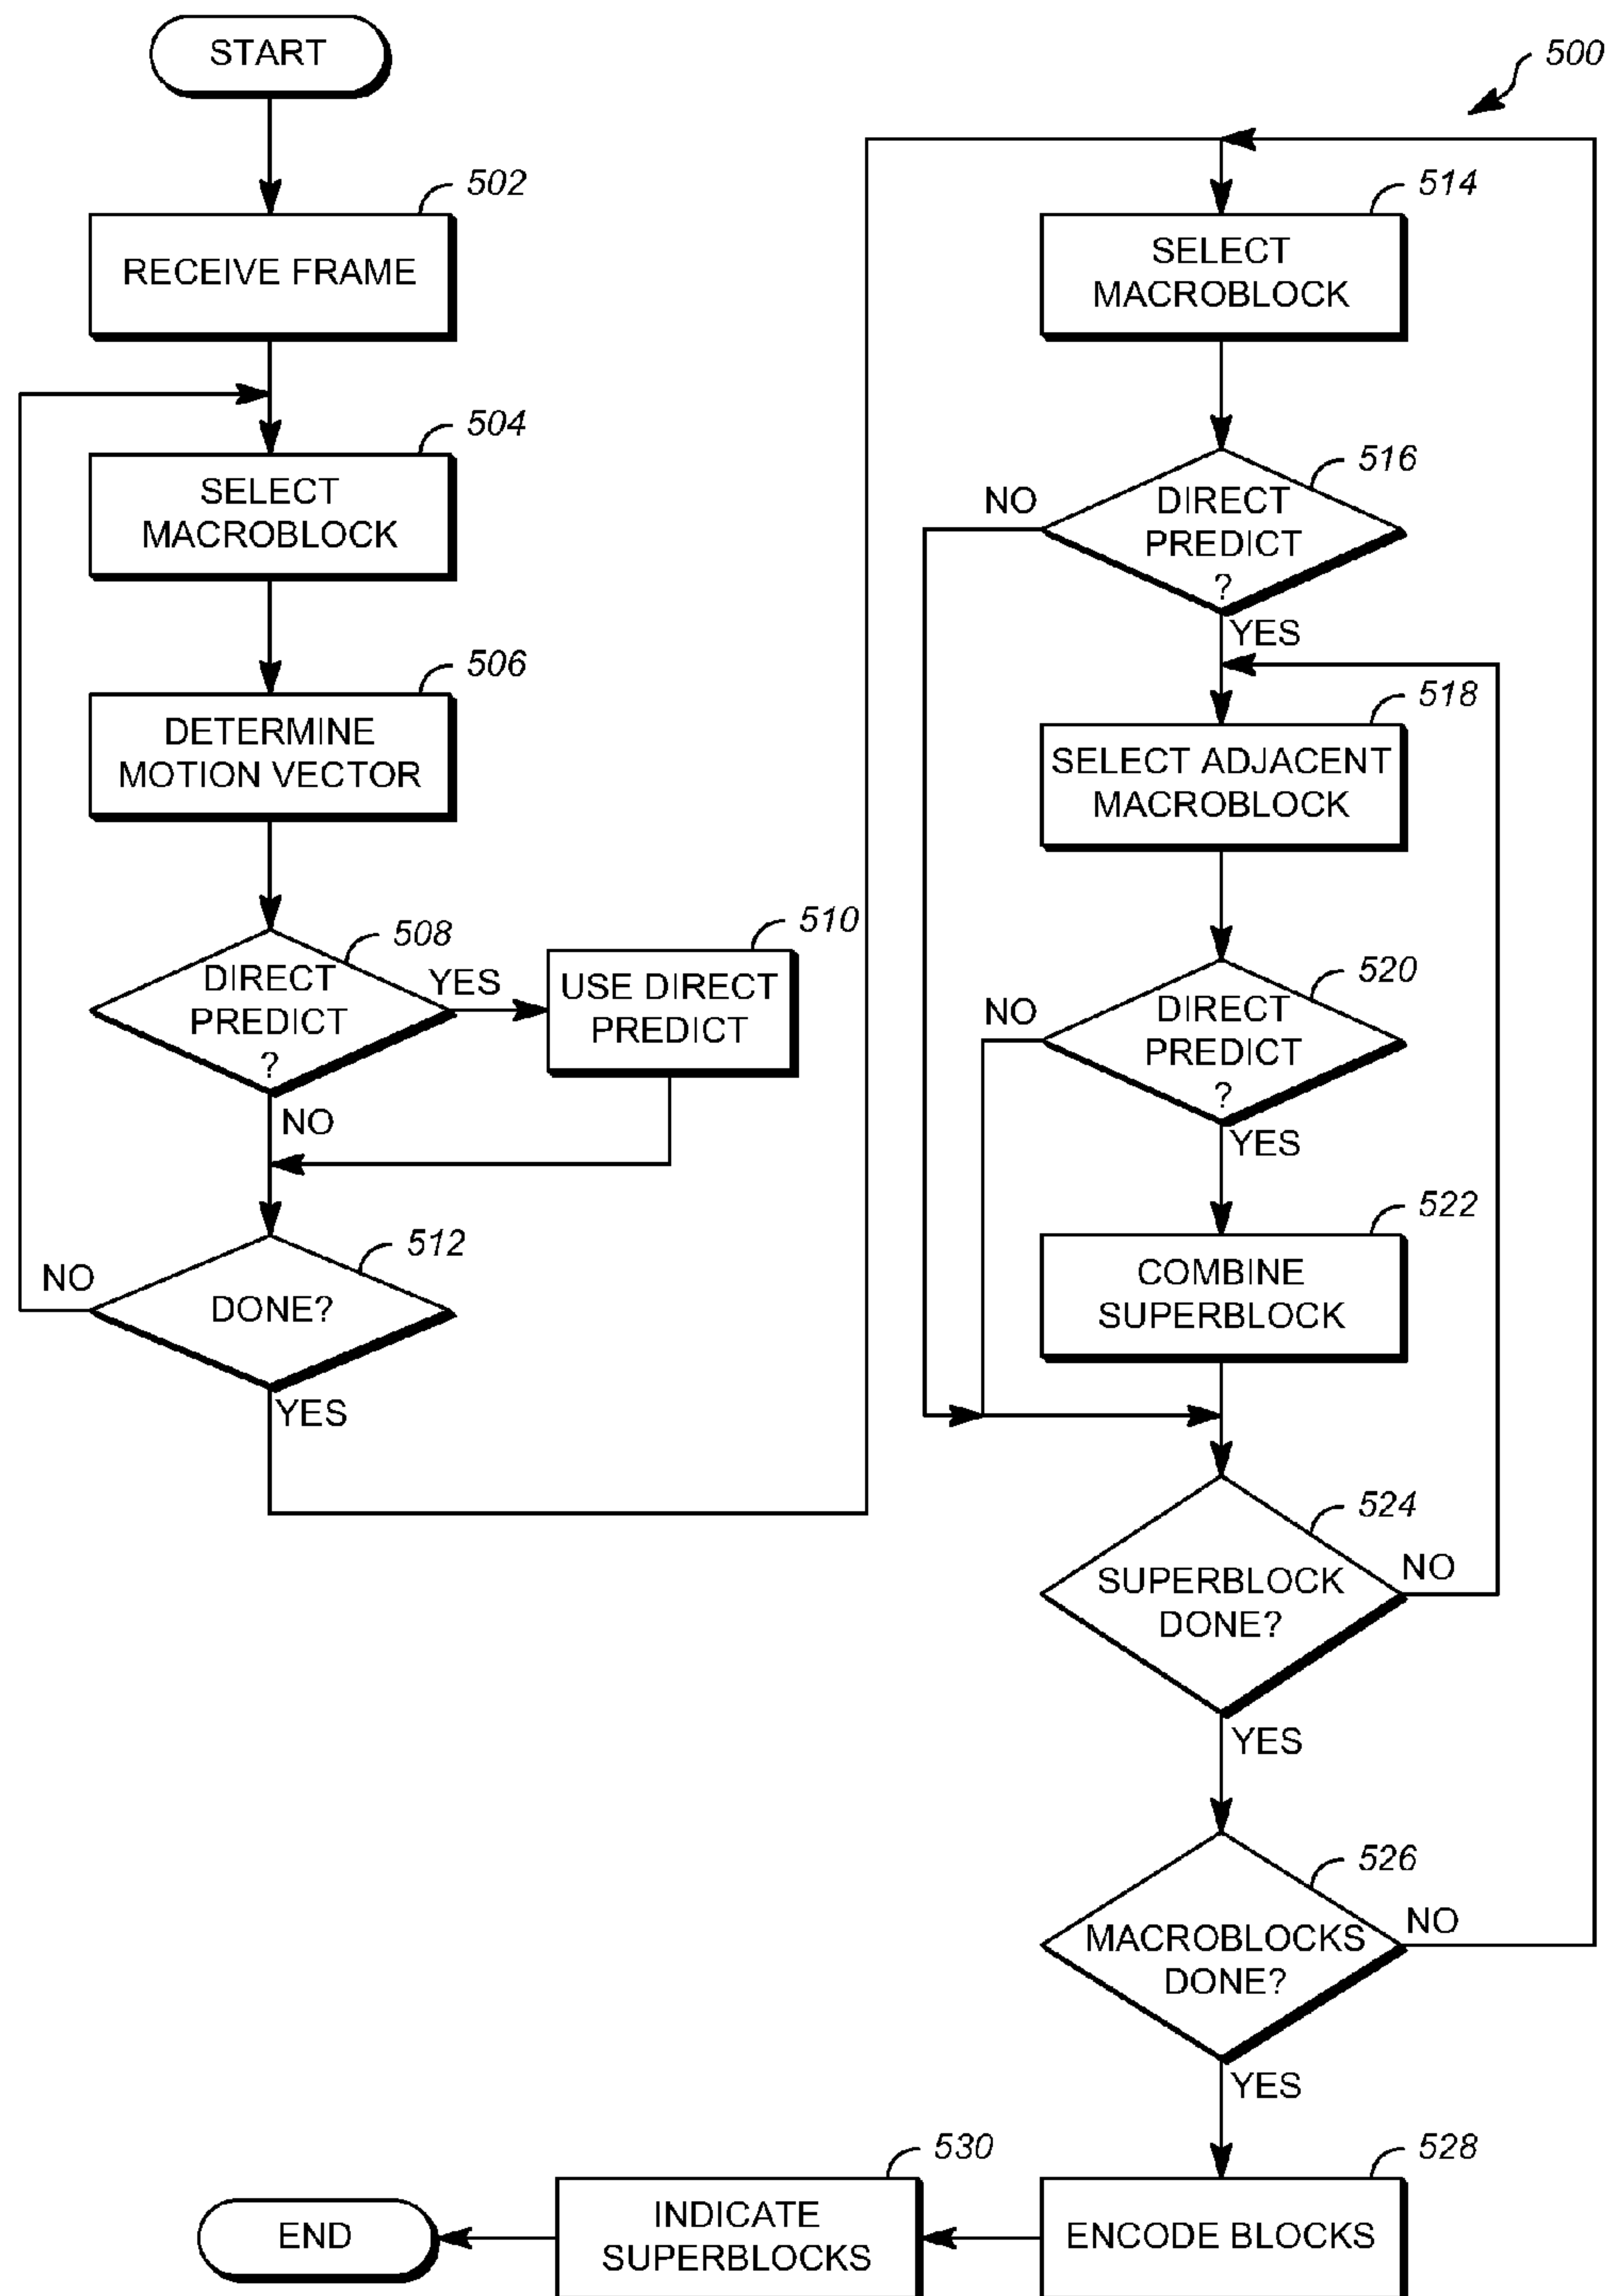 START
500
502
RECEIVE FRAME
504
SELECT
MACROBLOCK
506
DETERMINE
MOTION VECTOR
508
DIRECT
PREDICT
?
YES
NO
510
USE DIRECT
PREDICT
512
DONE?
NO
YES
514
SELECT
MACROBLOCK
516
DIRECT
PREDICT
?
NO
YES
518
SELECT ADJACENT
MACROBLOCK
520
DIRECT
PREDICT
?
NO
YES
522
COMBINE
SUPERBLOCK
524
SUPERBLOCK
DONE?
NO
YES
526
MACROBLOCKS
DONE?
NO
YES
528
ENCODE BLOCKS
530
INDICATE
SUPERBLOCKS
END